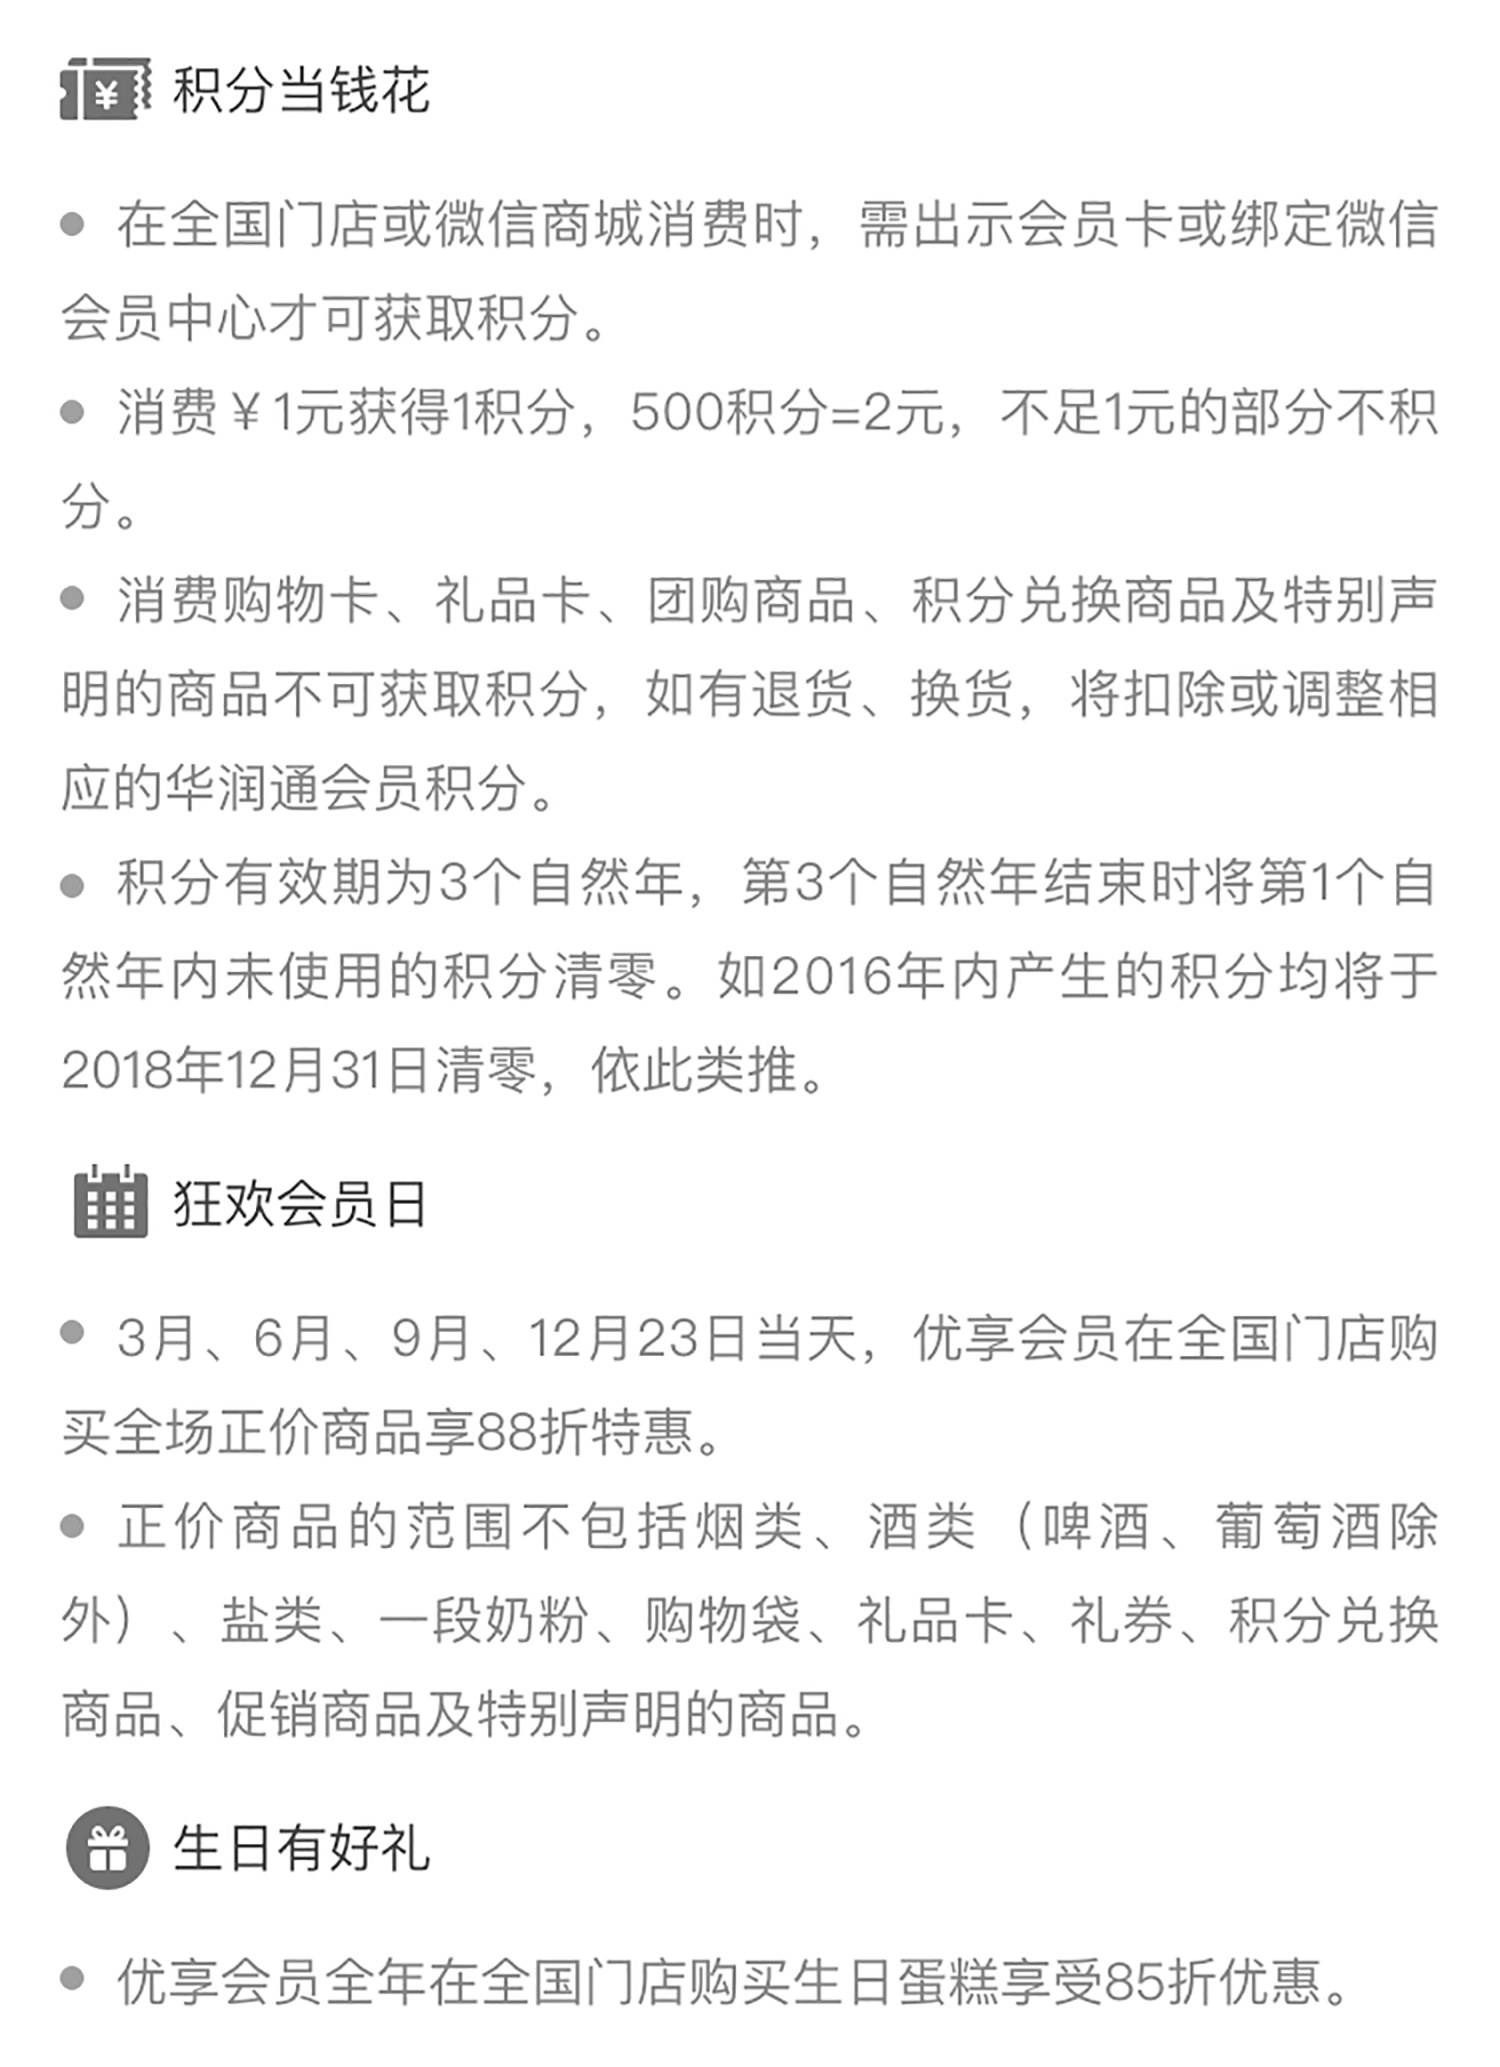 积分当钱花
● 在全国门店或微信商城消费时，需出示会员卡或绑定微信
会员中心才可获取积分。
● 消费￥1元获得1积分，500积分=2元，不足1元的部分不积
分。
● 消费购物卡、礼品卡、团购商品、积分兑换商品及特别声
明的商品不可获取积分，如有退货、换货，将扣除或调整相
应的华润通会员积分。
● 积分有效期为3个自然年，第3个自然年结束时将第1个自
然年内未使用的积分清零。如2016年内产生的积分均将于
2018年12月31日清零，依此类推。
狂欢会员日
● 3月、6月、9月、12月23日当天，优享会员在全国门店购
买全场正价商品享88折特惠。
● 正价商品的范围不包括烟类、酒类（啤酒、葡萄酒除
外）、盐类、一段奶粉、购物袋、礼品卡、礼券、积分兑换
商品、促销商品及特别声明的商品。
生日有好礼
● 优享会员全年在全国门店购买生日蛋糕享受85折优惠。